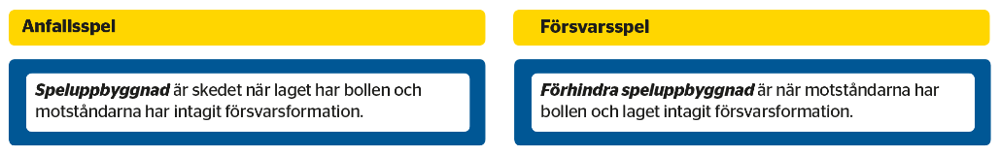 Anfallsspel
Speluppbyggnad är skedet när laget har bollen och
motståndarna har intagit försvarsformation.
Försvarsspel
Förhindra speluppbyggnad är när motståndarna har
bollen och laget intagit försvarsformation.